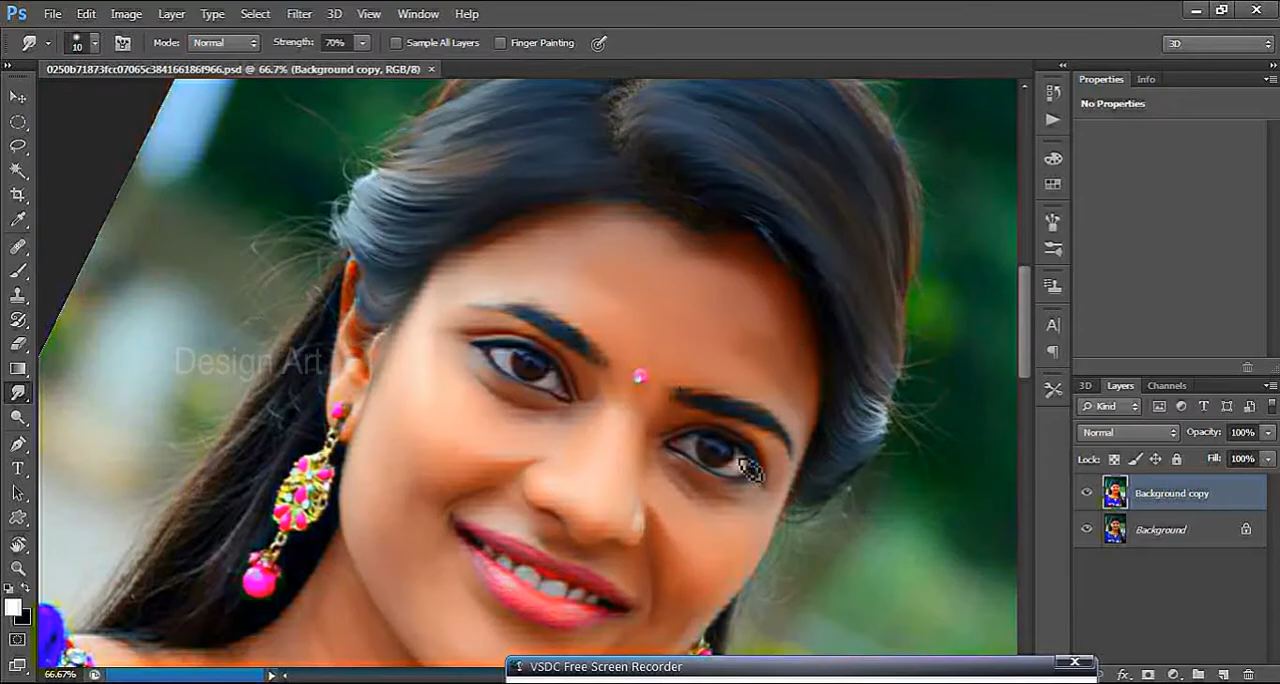 Ps File Edit Image Layer Type Select Filter 3D View Window Help
10 Mode: Normal Strength: 70% Sample All Layers Finger Painting 3D
0250b71873fcc07065c384166186f966.psd @ 66.7% (Background copy, RGB/8) ×
Properties Info
No Properties
Design Art
3D Layers Channels
Kind
Normal Opacity: 100%
Lock: Fill: 100%
Background copy
Background
VSDC Free Screen Recorder
66.67%